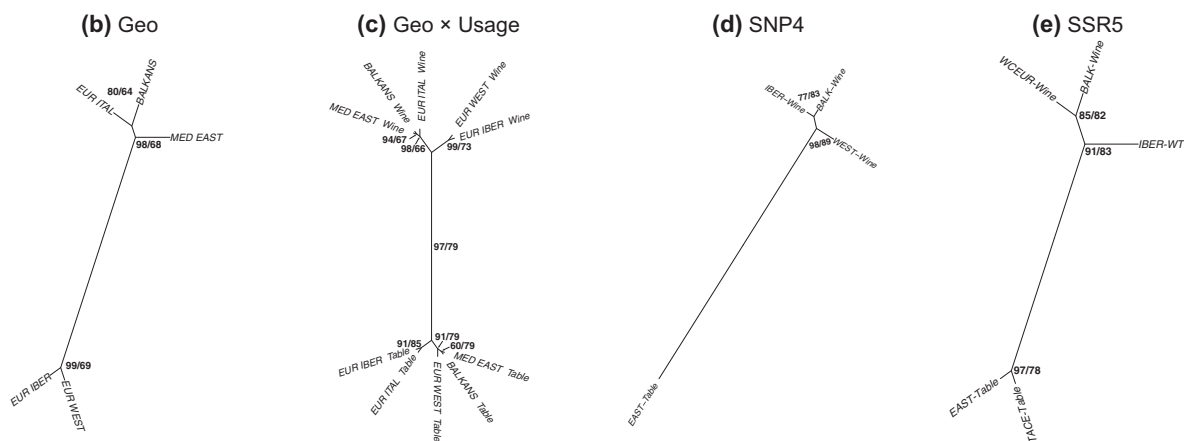 (b) Geo
80/64
EUR ITAL
BALKANS
98/68
MED EAST
99/69
EUR IBER
EUR WEST
(c) Geo × Usage
MED EAST Wine
BALKANS Wine
EUR ITAL Wine
EUR WEST Wine
EUR IBER Wine
94/67
98/66
99/73
97/79
91/85
91/79
60/79
EUR IBER Table
EUR ITAL Table
EUR WEST Table
BALKANS Table
MED EAST Table
(d) SNP4
77/83
IBER–Wine
BALK–Wine
98/89
WEST–Wine
EAST–Table
(e) SSR5
WCEUR-Wine
BALK-Wine
85/82
91/83
IBER-WT
97/78
EAST-Table
TACE-Table